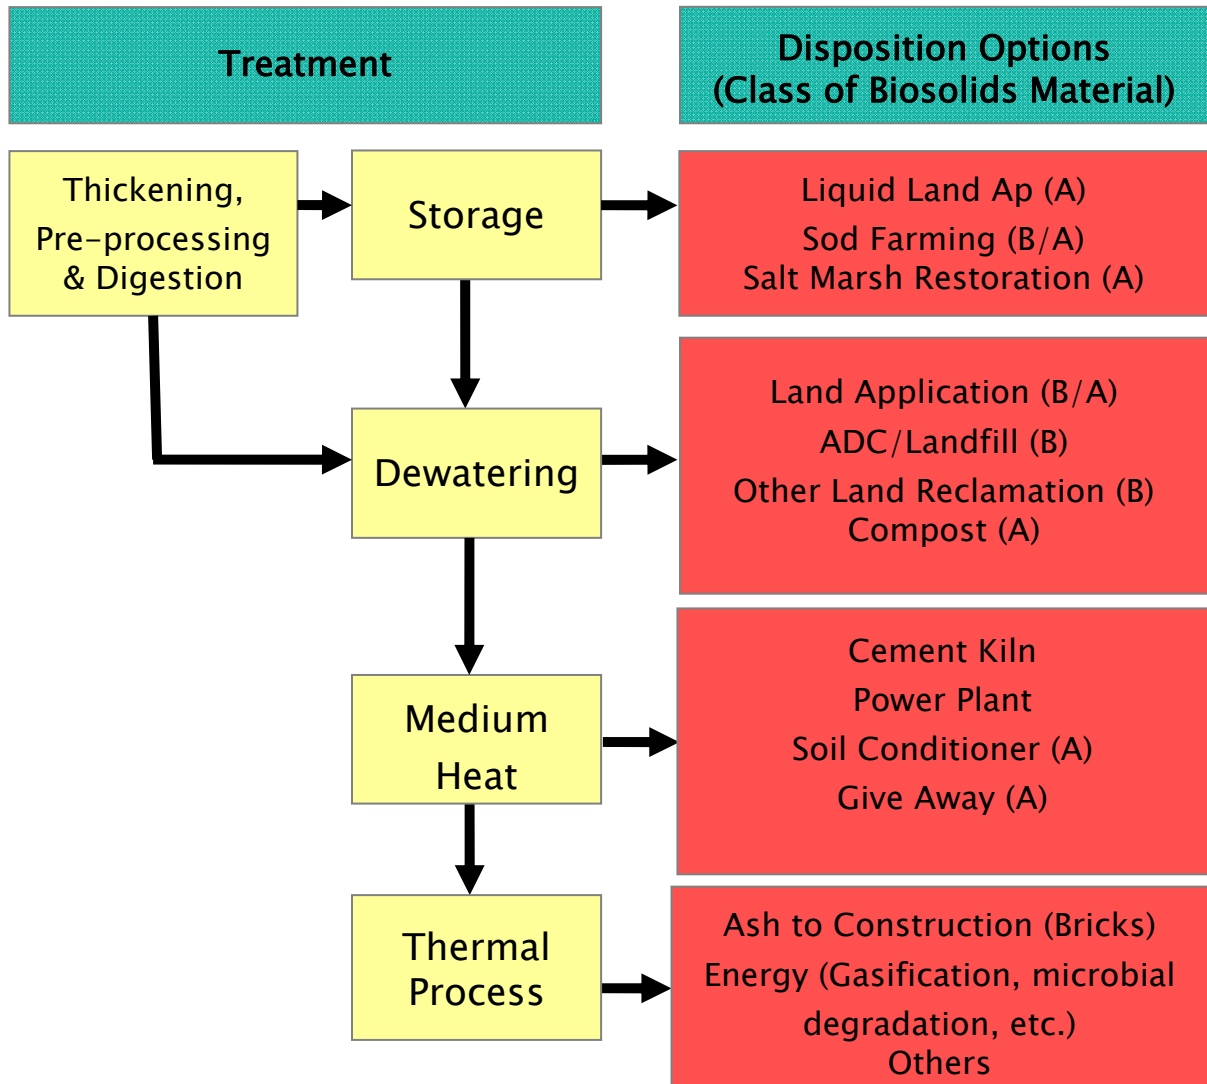 Treatment
Disposition Options
(Class of Biosolids Material)
Thickening,
Pre-processing
& Digestion
Storage
Liquid Land Ap (A)
Sod Farming (B/A)
Salt Marsh Restoration (A)
Dewatering
Land Application (B/A)
ADC/Landfill (B)
Other Land Reclamation (B)
Compost (A)
Medium
Heat
Cement Kiln
Power Plant
Soil Conditioner (A)
Give Away (A)
Thermal
Process
Ash to Construction (Bricks)
Energy (Gasification, microbial
degradation, etc.)
Others